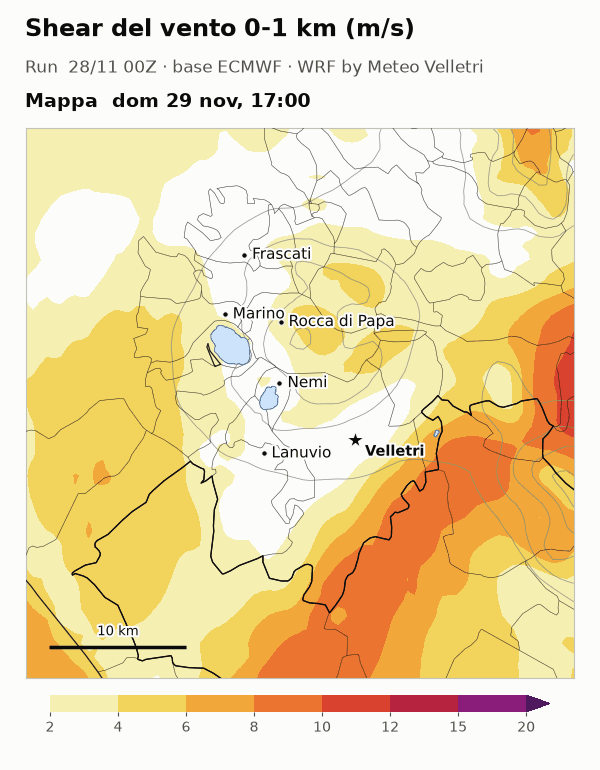 Shear del vento 0-1 km (m/s)
Run 28/11 00Z · base ECMWF · WRF by Meteo Velletri
Mappa dom 29 nov, 17:00
Frascati
Marino
Rocca di Papa
Nemi
Velletri
Lanuvio
10 km
2 4 6 8 10 12 15 20